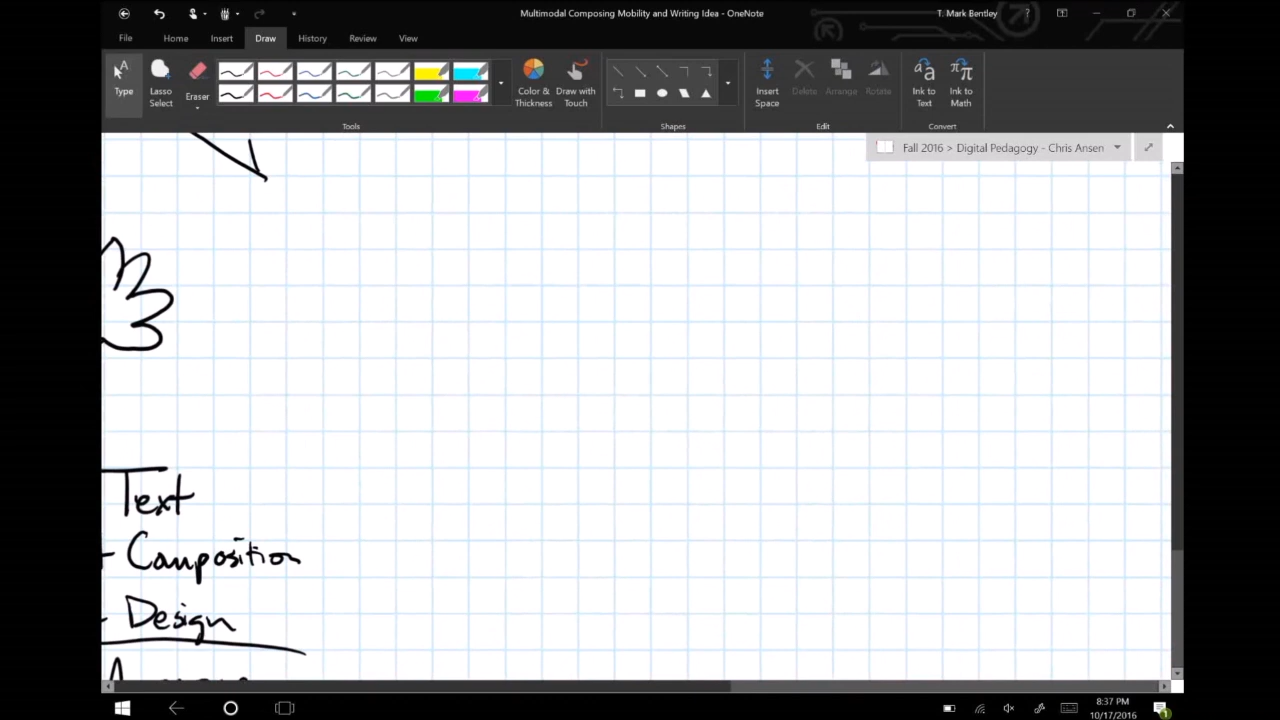 Multimodal Composing Mobility and Writing Idea - OneNote
T. Mark Bentley
?
File Home Insert Draw History Review View
Type
Lasso Select
Eraser
Color & Thickness
Draw with Touch
Insert Space
Delete
Arrange
Rotate
Ink to Text
Ink to Math
Tools Shapes Edit Convert
Fall 2016 > Digital Pedagogy - Chris Ansen
Text
+ Composition
- Design
8:37 PM
10/17/2016
1